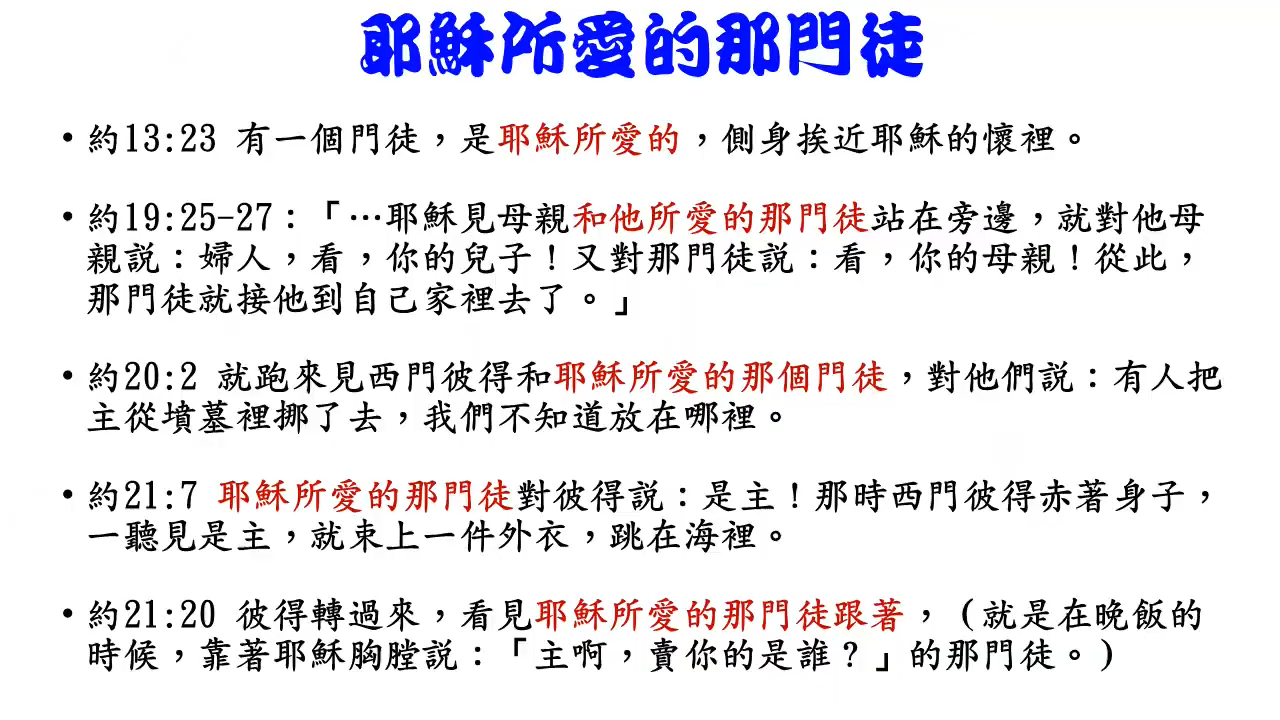 耶穌所愛的那門徒
•約13:23 有一個門徒，是耶穌所愛的，側身挨近耶穌的懷裡。
•約19:25-27：「…耶穌見母親和他所愛的那門徒站在旁邊，就對他母
親説：婦人，看，你的兒子！又對那門徒説：看，你的母親！從此，
那門徒就接他到自己家裡去了。」
•約20:2 就跑來見西門彼得和耶穌所愛的那個門徒，對他們説：有人把
主從墳墓裡挪了去，我們不知道放在哪裡。
•約21:7 耶穌所愛的那門徒對彼得説：是主！那時西門彼得赤著身子，
一聽見是主，就束上一件外衣，跳在海裡。
•約21:20 彼得轉過來，看見耶穌所愛的那門徒跟著，（就是在晚飯的
時候，靠著耶穌胸膛説：「主啊，賣你的是誰？」的那門徒。）